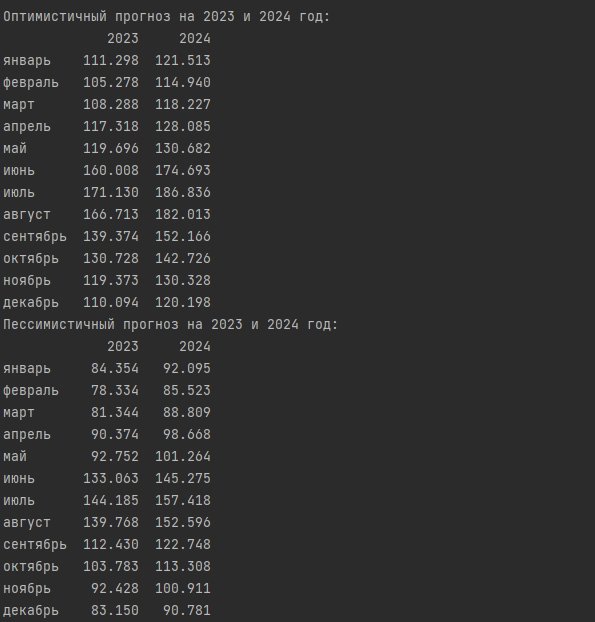 Оптимистичный прогноз на 2023 и 2024 год:
2023 2024
январь 111.298 121.513
февраль 105.278 114.940
март 108.288 118.227
апрель 117.318 128.085
май 119.696 130.682
июнь 160.008 174.693
июль 171.130 186.836
август 166.713 182.013
сентябрь 139.374 152.166
октябрь 130.728 142.726
ноябрь 119.373 130.328
декабрь 110.094 120.198
Пессимистичный прогноз на 2023 и 2024 год:
2023 2024
январь 84.354 92.095
февраль 78.334 85.523
март 81.344 88.809
апрель 90.374 98.668
май 92.752 101.264
июнь 133.063 145.275
июль 144.185 157.418
август 139.768 152.596
сентябрь 112.430 122.748
октябрь 103.783 113.308
ноябрь 92.428 100.911
декабрь 83.150 90.781